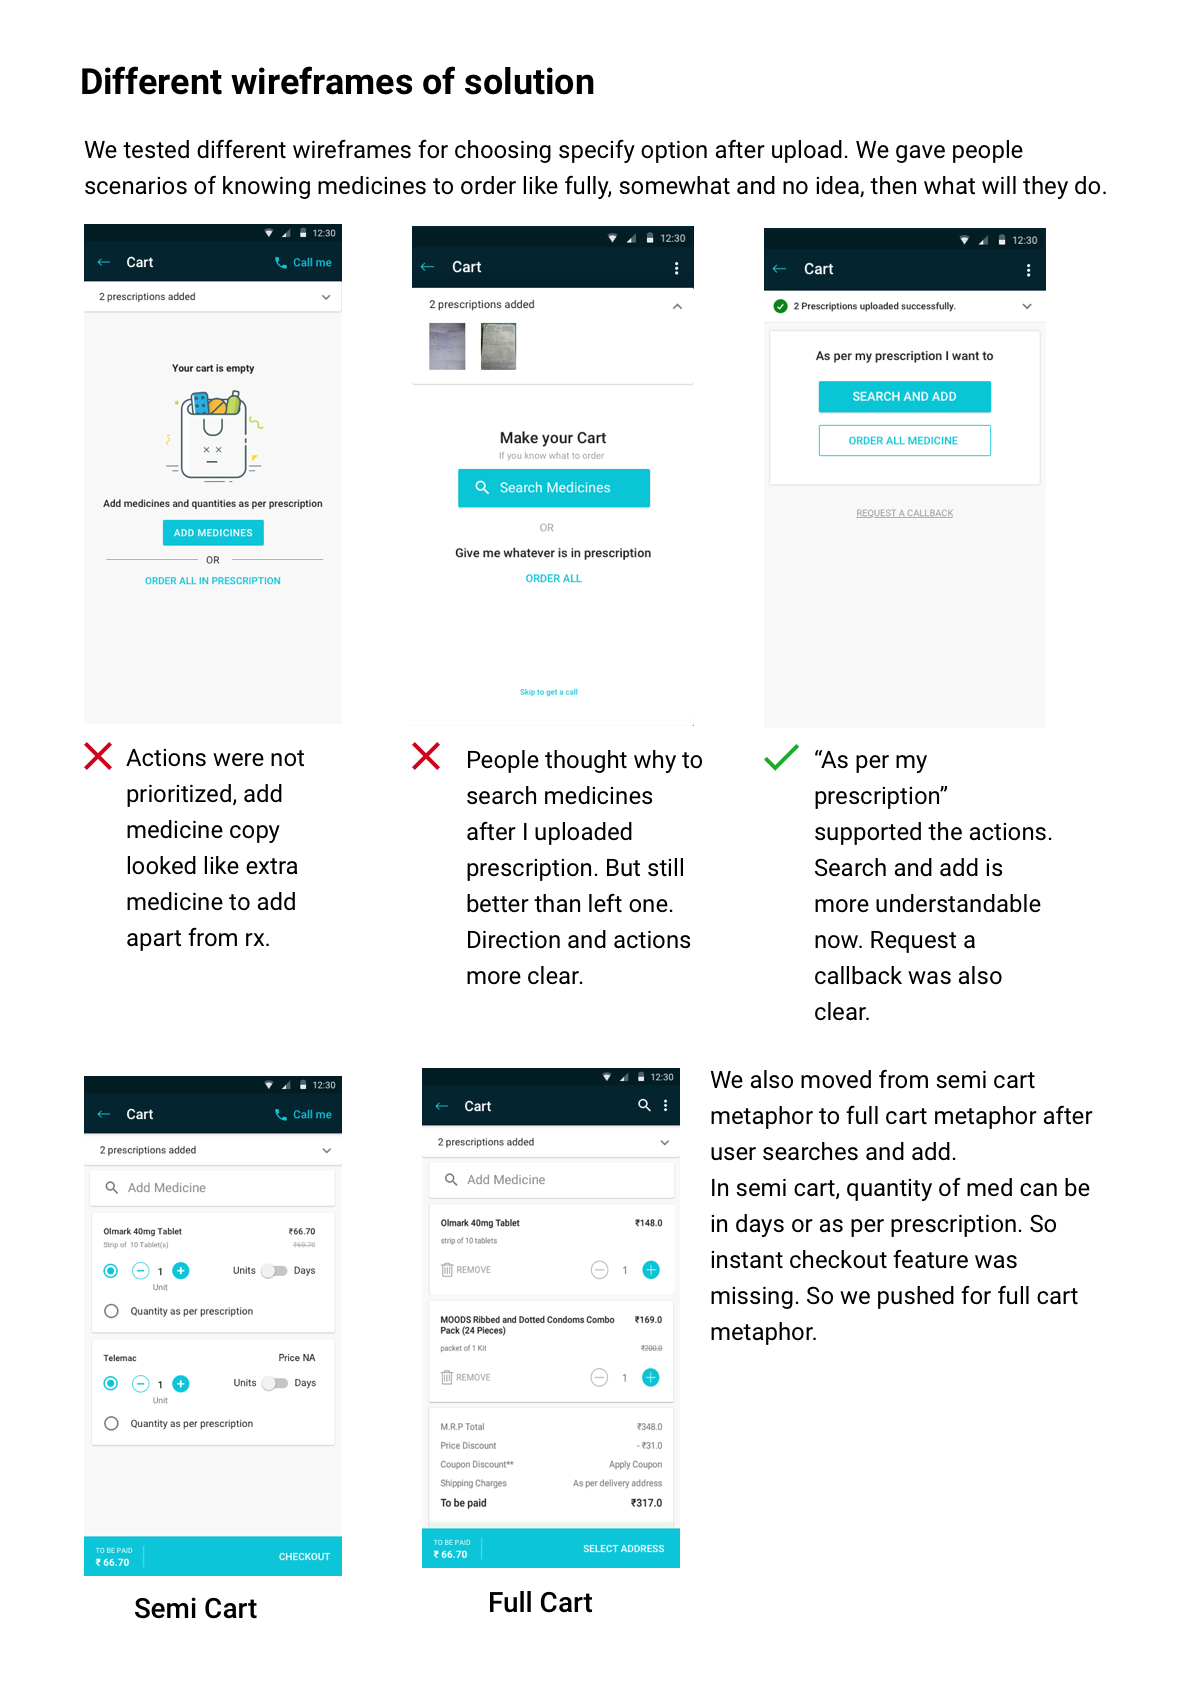 Different wireframes of solution
We tested different wireframes for choosing specify option after upload. We gave people
scenarios of knowing medicines to order like fully, somewhat and no idea, then what will they do.
12:30
Cart
Call me
2 prescriptions added
Your cart is empty
Add medicines and quantities as per prescription
ADD MEDICINES
OR
ORDER ALL IN PRESCRIPTION
12:30
Cart
2 prescriptions added
Make your Cart
If you know what to order
Search Medicines
OR
Give me whatever is in prescription
ORDER ALL
Skip to get a call
12:30
Cart
2 Prescriptions uploaded successfully.
As per my prescription I want to
SEARCH AND ADD
ORDER ALL MEDICINE
REQUEST A CALLBACK
Actions were not
prioritized, add
medicine copy
looked like extra
medicine to add
apart from rx.
People thought why to
search medicines
after I uploaded
prescription. But still
better than left one.
Direction and actions
more clear.
“As per my
prescription”
supported the actions.
Search and add is
more understandable
now. Request a
callback was also
clear.
12:30
Cart
Call me
2 prescriptions added
Add Medicine
Olmark 40mg Tablet ₹66.70
Strip of 10 Tablet(s) ₹69.70
1 Units Days
Unit
Quantity as per prescription
Telemac Price NA
1 Units Days
Unit
Quantity as per prescription
TO BE PAID
₹ 66.70
CHECKOUT
Semi Cart
12:30
Cart
2 prescriptions added
Add Medicine
Olmark 40mg Tablet ₹148.0
strip of 10 tablets
REMOVE 1
MOODS Ribbed and Dotted Condoms Combo ₹169.0
Pack (24 Pieces)
packet of 1 Kit ₹200.0
REMOVE 1
M.R.P Total ₹348.0
Price Discount - ₹31.0
Coupon Discount** Apply Coupon
Shipping Charges As per delivery address
To be paid ₹317.0
TO BE PAID
₹ 66.70
SELECT ADDRESS
Full Cart
We also moved from semi cart
metaphor to full cart metaphor after
user searches and add.
In semi cart, quantity of med can be
in days or as per prescription. So
instant checkout feature was
missing. So we pushed for full cart
metaphor.